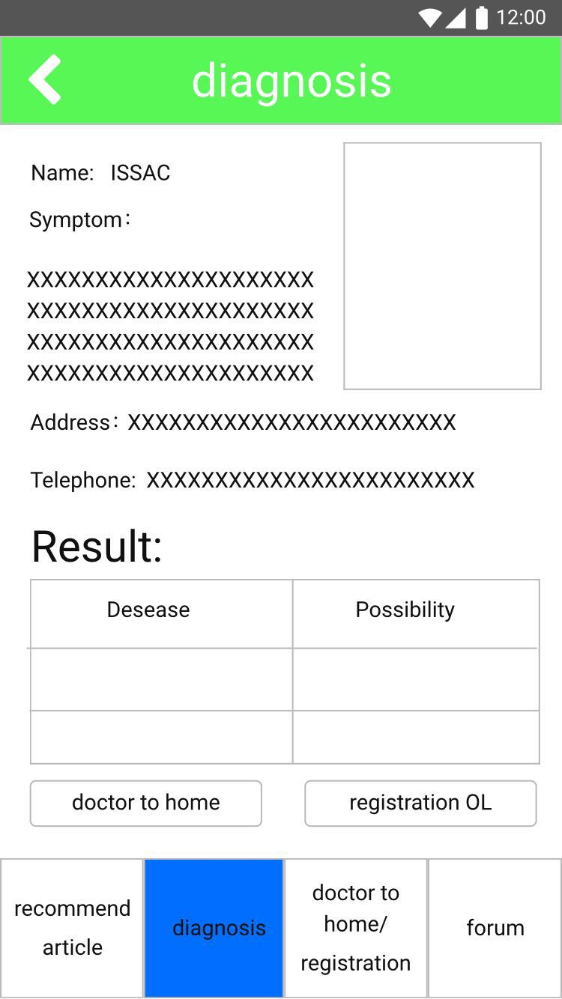 12:00
diagnosis
Name: ISSAC
Symptom:
XXXXXXXXXXXXXXXXXXXXX
XXXXXXXXXXXXXXXXXXXXX
XXXXXXXXXXXXXXXXXXXXX
XXXXXXXXXXXXXXXXXXXXX
Address: XXXXXXXXXXXXXXXXXXXXXXXX
Telephone: XXXXXXXXXXXXXXXXXXXXXXXX
Result:
Desease Possibility
doctor to home registration OL
recommend
article
diagnosis
doctor to
home/
registration
forum